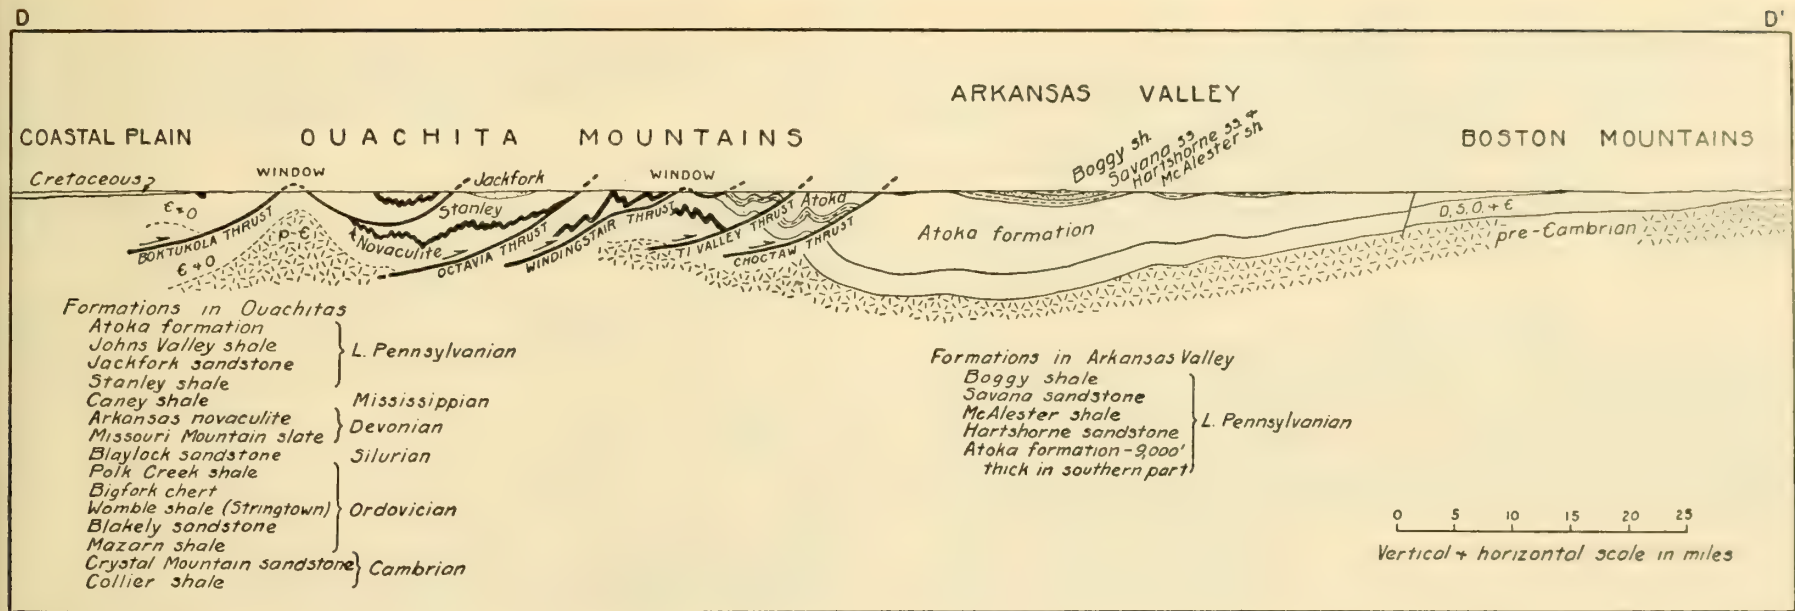 D
D'
ARKANSAS VALLEY
COASTAL PLAIN
OUACHITA MOUNTAINS
BOSTON MOUNTAINS
Boggy sh.
Savana ss
Hartshorne ss +
McAlester sh
Cretaceous?
WINDOW
Jackfork
WINDOW
Stanley
Atoka
Є+O
BOKTUKOLA THRUST
Є+O
p-Є
Novaculite
OCTAVIA THRUST
WINDINGSTAIR THRUST
TI VALLEY THRUST
CHOCTAW THRUST
Atoka formation
D, S, O, + Є
pre-Єambrian
Formations in Ouachitas
Atoka formation
Johns Valley shale
Jackfork sandstone
Stanley shale
L. Pennsylvanian
Caney shale Mississippian
Arkansas novaculite
Missouri Mountain slate
Devonian
Blaylock sandstone Silurian
Polk Creek shale
Bigfork chert
Womble shale (Stringtown)
Blakely sandstone
Mazarn shale
Ordovician
Crystal Mountain sandstone
Collier shale
Cambrian
Formations in Arkansas Valley
Boggy shale
Savana sandstone
McAlester shale
Hartshorne sandstone
Atoka formation-9,000'
thick in southern part
L. Pennsylvanian
0 5 10 15 20 25
Vertical + horizontal scale in miles